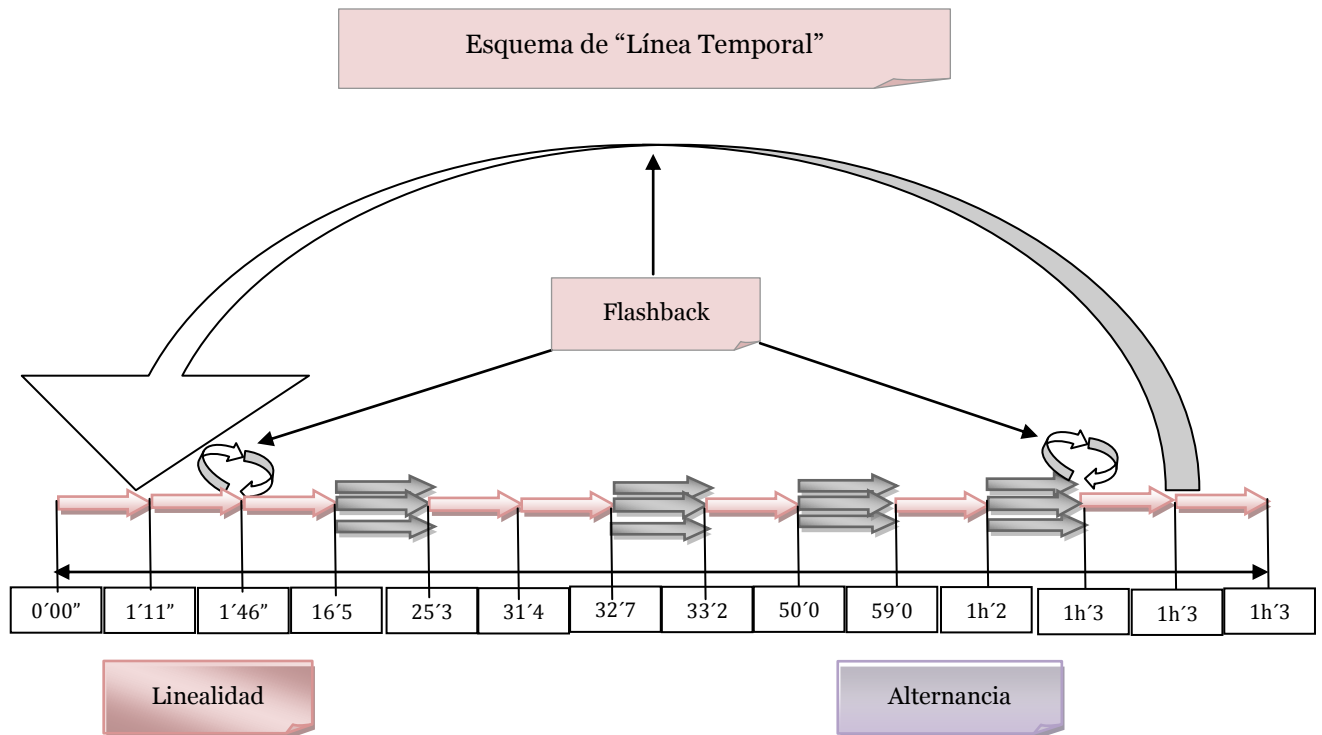 Esquema de “Línea Temporal”
Flashback
0´00” 1´11” 1´46” 16´5 25´3 31´4 32´7 33´2 50´0 59´0 1h´2 1h´3 1h´3 1h´3
Linealidad
Alternancia